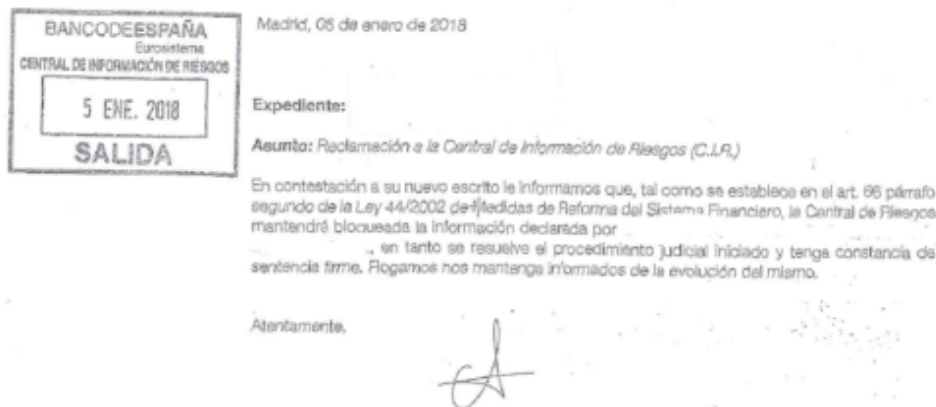 BANCODEESPAÑA
Eurosistema
CENTRAL DE INFORMACIÓN DE RIESGOS
5 ENE. 2018
SALIDA
Madrid, 05 de enero de 2018
Expediente:
Asunto: Reclamación a la Central de Información de Riesgos (C.I.R.)
En contestación a su nuevo escrito le informamos que, tal como se establece en el art. 66 párrafo
segundo de la Ley 44/2002 de Medidas de Reforma del Sistema Financiero, la Central de Riesgos
mantendrá bloqueada la información declarada por
., en tanto se resuelve el procedimiento judicial iniciado y tenga constancia de
sentencia firme. Rogamos nos mantenga informados de la evolución del mismo.
Atentamente,